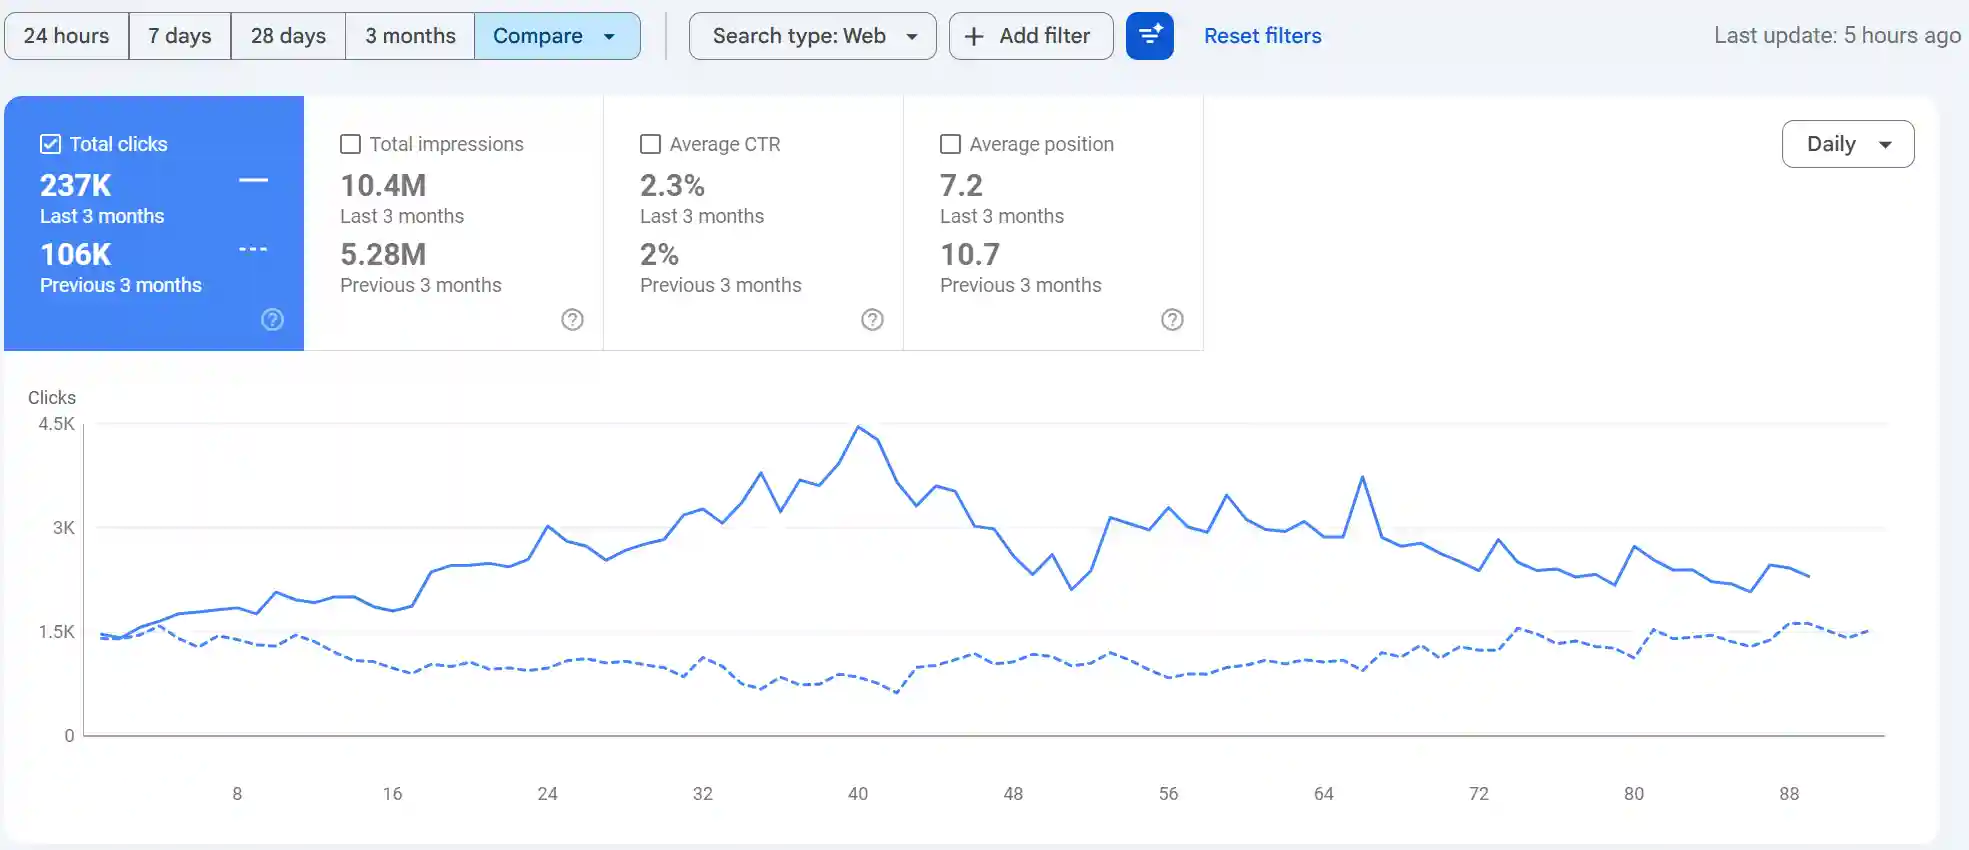 24 hours 7 days 28 days 3 months Compare Search type: Web Add filter Reset filters Last update: 5 hours ago
Total clicks Total impressions Average CTR Average position Daily
237K 10.4M 2.3% 7.2
Last 3 months Last 3 months Last 3 months Last 3 months
106K 5.28M 2% 10.7
Previous 3 months Previous 3 months Previous 3 months Previous 3 months
Clicks
4.5K
3K
1.5K
0
8 16 24 32 40 48 56 64 72 80 88